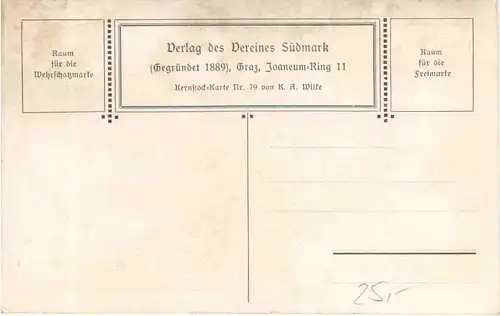 Raum
für die
Wehrschatzmarke
Verlag des Vereines Südmark
(Gegründet 1889), Graz, Joaneum-Ring 11
Kernstock-Karte Nr. 79 von K. A. Wilke
Raum
für die
Freimarke
25,-